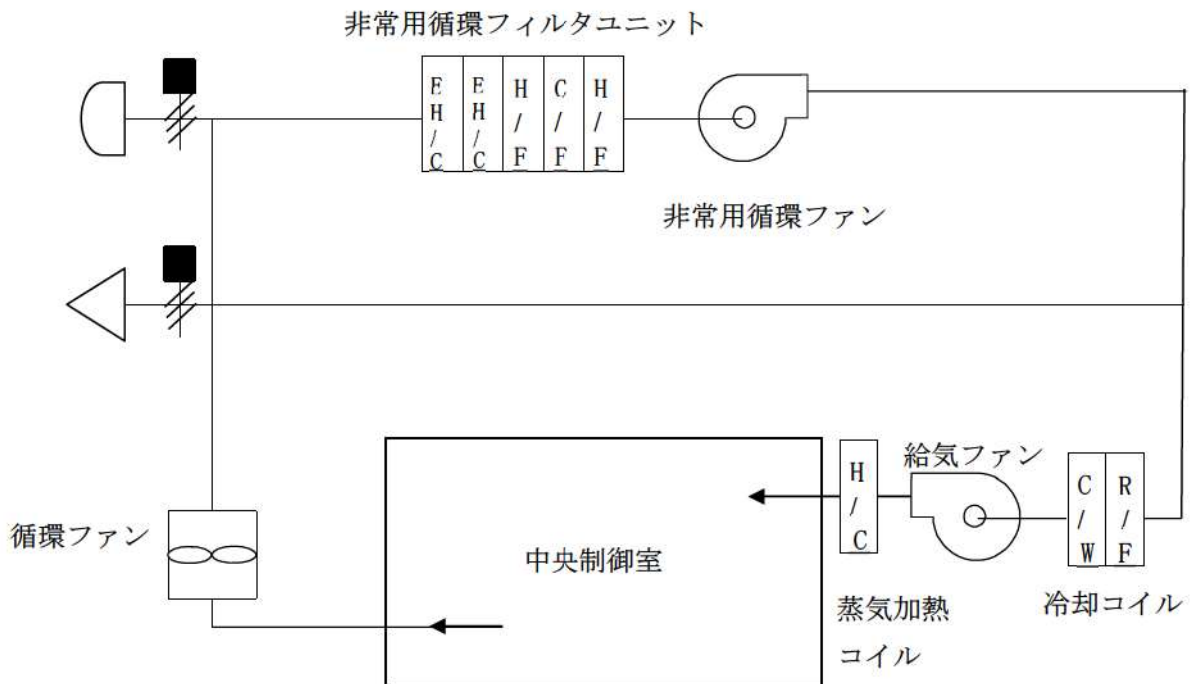 非常用循環フィルタユニット
EH/C
EH/C
H/F
C/F
H/F
非常用循環ファン
給気ファン
H/C
C/W
R/F
循環ファン
中央制御室
蒸気加熱
コイル
冷却コイル